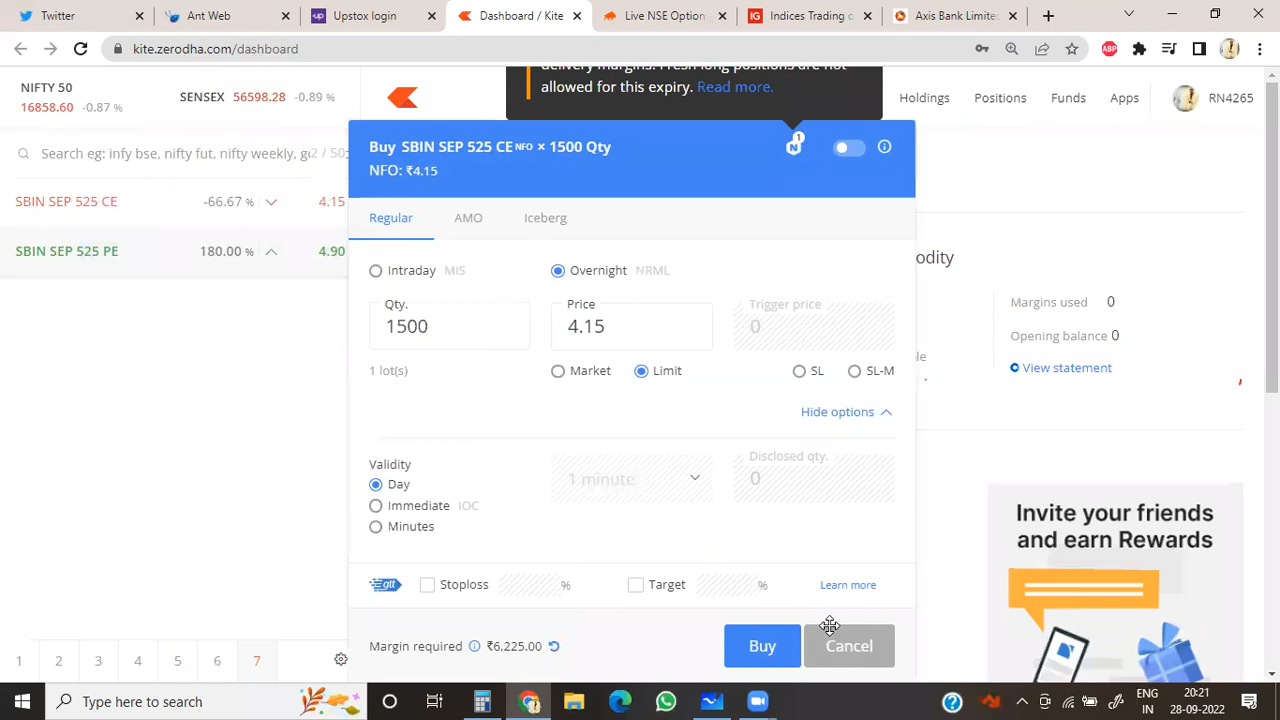 Twitter
Ant Web
Upstox login
Dashboard / Kite
Live NSE Option
Indices Trading o
Axis Bank Limite
kite.zerodha.com/dashboard
ABP
NIFTY 50
16858.60 -0.87 %
SENSEX 56598.28 -0.89 %
allowed for this expiry. Read more.
Holdings Positions Funds Apps RN4265
Search eg: infy bse, nifty fut, nifty weekly, g 2 / 50
SBIN SEP 525 CE -66.67 % 4.15
SBIN SEP 525 PE 180.00 % 4.90
Buy SBIN SEP 525 CE NFO × 1500 Qty
NFO: ₹4.15
N 1
Regular AMO Iceberg
Intraday MIS
Overnight NRML
Qty.
1500
Price
4.15
Trigger price
0
1 lot(s)
Market Limit
SL SL-M
Hide options
Validity
Day
Immediate IOC
Minutes
1 minute
Disclosed qty.
0
gtt Stoploss % Target % Learn more
Margin required ₹6,225.00
Buy Cancel
odity
Margins used 0
Opening balance 0
View statement
le
Invite your friends
and earn Rewards
1 2 3 4 5 6 7
Type here to search
ENG
IN
20:21
28-09-2022